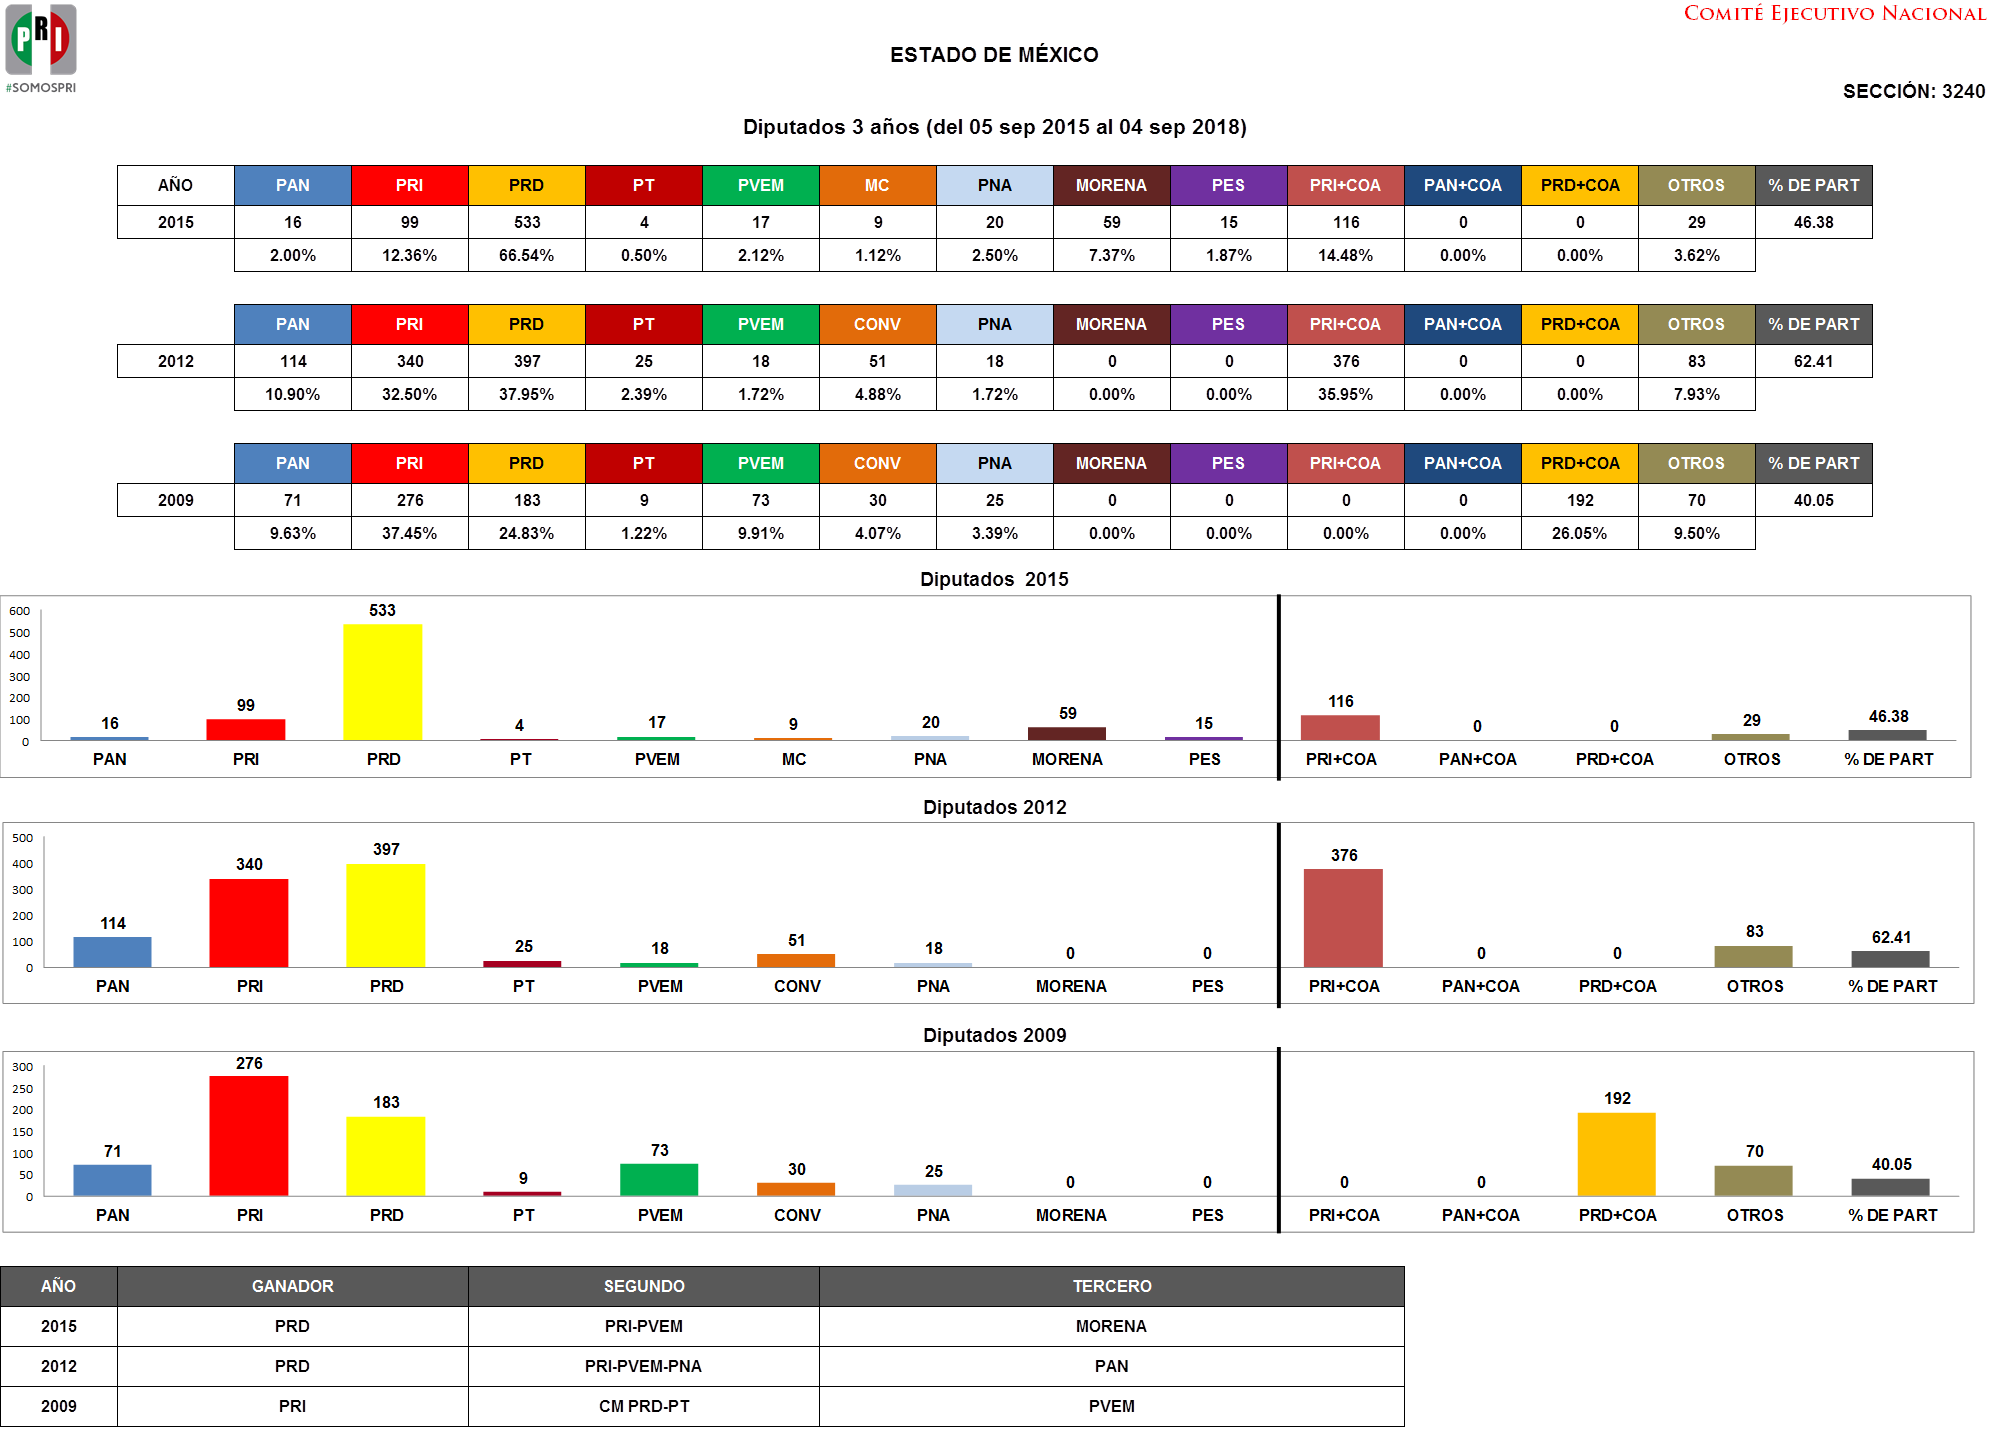 PRI
#SOMOSPRI
COMITÉ EJECUTIVO NACIONAL
ESTADO DE MÉXICO
SECCIÓN: 3240
Diputados 3 años (del 05 sep 2015 al 04 sep 2018)
AÑO PAN PRI PRD PT PVEM MC PNA MORENA PES PRI+COA PAN+COA PRD+COA OTROS % DE PART
2015 16 99 533 4 17 9 20 59 15 116 0 0 29 46.38
2.00% 12.36% 66.54% 0.50% 2.12% 1.12% 2.50% 7.37% 1.87% 14.48% 0.00% 0.00% 3.62%
PAN PRI PRD PT PVEM CONV PNA MORENA PES PRI+COA PAN+COA PRD+COA OTROS % DE PART
2012 114 340 397 25 18 51 18 0 0 376 0 0 83 62.41
10.90% 32.50% 37.95% 2.39% 1.72% 4.88% 1.72% 0.00% 0.00% 35.95% 0.00% 0.00% 7.93%
PAN PRI PRD PT PVEM CONV PNA MORENA PES PRI+COA PAN+COA PRD+COA OTROS % DE PART
2009 71 276 183 9 73 30 25 0 0 0 0 192 70 40.05
9.63% 37.45% 24.83% 1.22% 9.91% 4.07% 3.39% 0.00% 0.00% 0.00% 0.00% 26.05% 9.50%
Diputados 2015
600
500
400
300
200
100
0
16 99 533 4 17 9 20 59 15 116 0 0 29 46.38
PAN PRI PRD PT PVEM MC PNA MORENA PES PRI+COA PAN+COA PRD+COA OTROS % DE PART
Diputados 2012
500
400
300
200
100
0
114 340 397 25 18 51 18 0 0 376 0 0 83 62.41
PAN PRI PRD PT PVEM CONV PNA MORENA PES PRI+COA PAN+COA PRD+COA OTROS % DE PART
Diputados 2009
300
250
200
150
100
50
0
71 276 183 9 73 30 25 0 0 0 0 192 70 40.05
PAN PRI PRD PT PVEM CONV PNA MORENA PES PRI+COA PAN+COA PRD+COA OTROS % DE PART
AÑO GANADOR SEGUNDO TERCERO
2015 PRD PRI-PVEM MORENA
2012 PRD PRI-PVEM-PNA PAN
2009 PRI CM PRD-PT PVEM